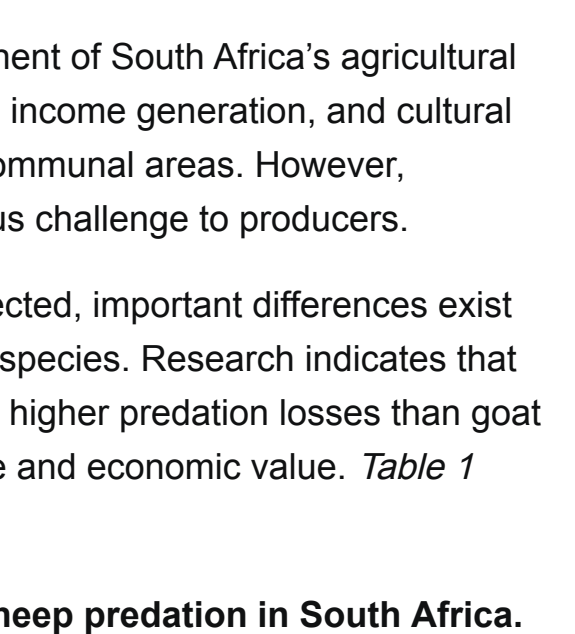 ment of South Africa's agricultural
income generation, and cultural
ommunal areas. However,
us challenge to producers.
ected, important differences exist
species. Research indicates that
higher predation losses than goat
e and economic value. Table 1
heep predation in South Africa.